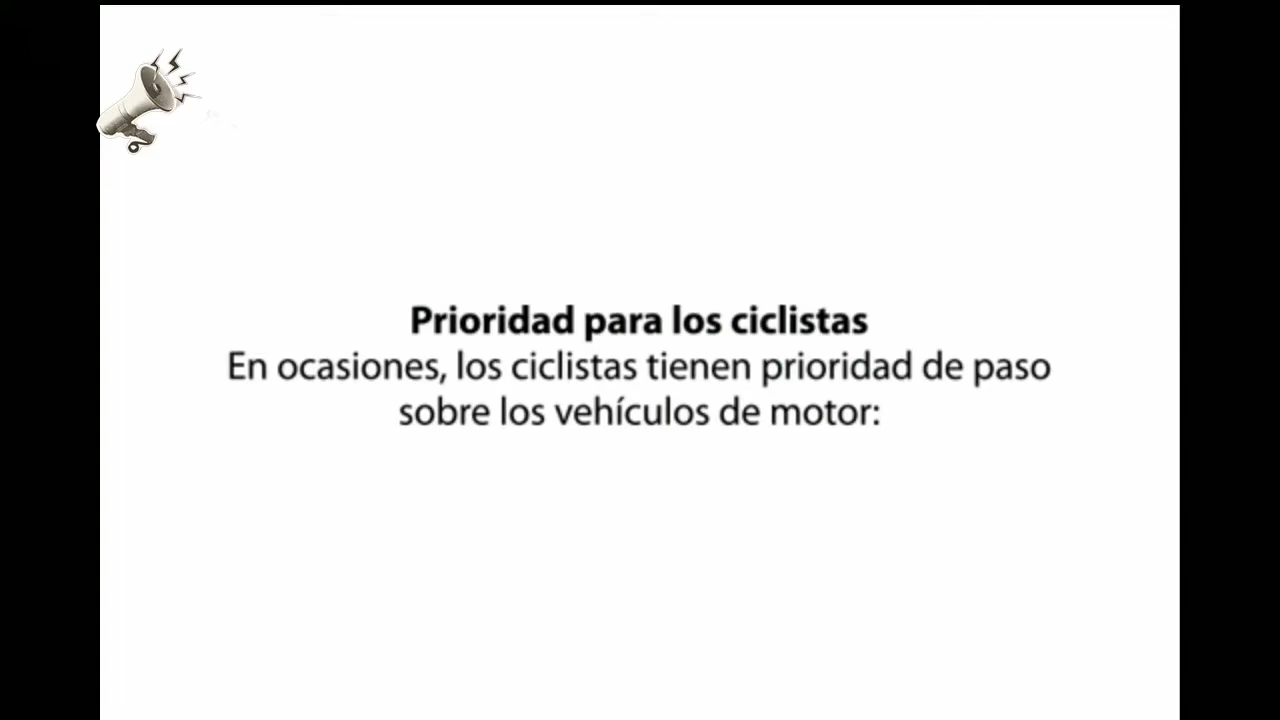 Prioridad para los ciclistas
En ocasiones, los ciclistas tienen prioridad de paso
sobre los vehículos de motor: